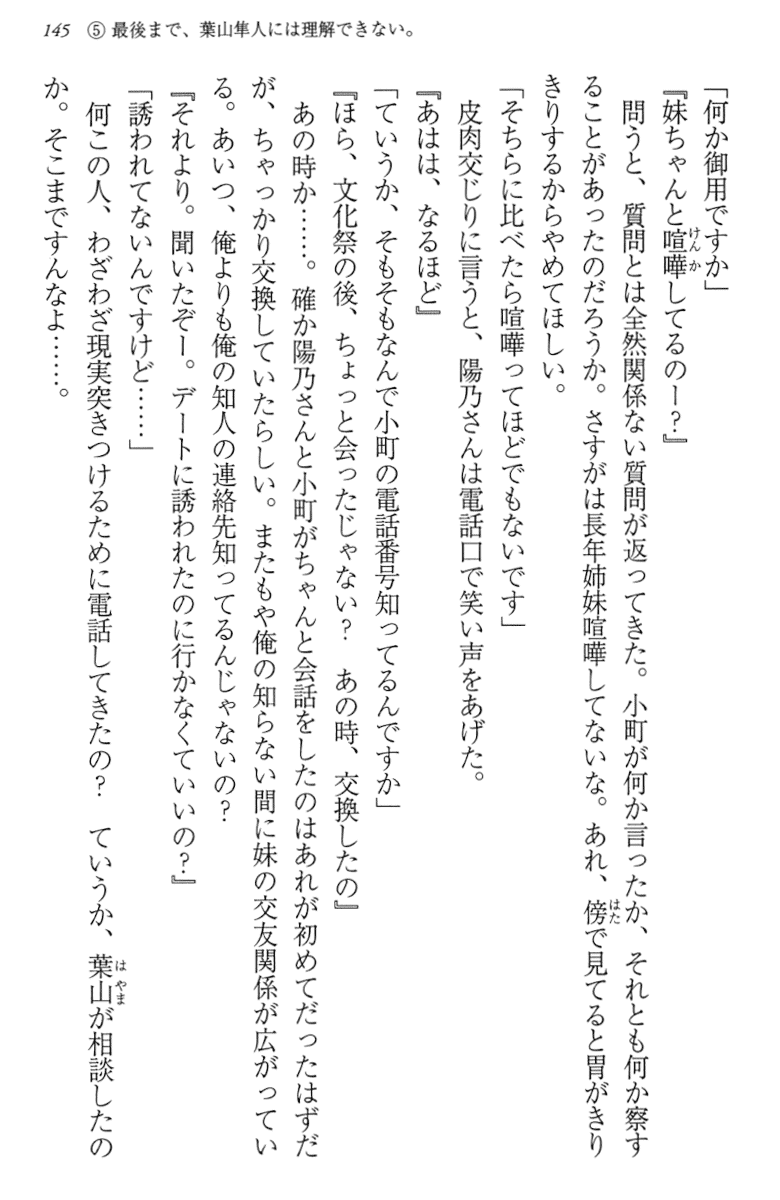 145 ⑤ 最後まで、葉山隼人には理解できない。
「何か御用ですか」
『妹ちゃんと喧嘩してるのー?』
問うと、質問とは全然関係ない質問が返ってきた。小町が何か言ったか、それとも何か察す
ることがあったのだろうか。さすがは長年姉妹喧嘩してないな。あれ、傍で見てると胃がきり
きりするからやめてほしい。
「そちらに比べたら喧嘩ってほどでもないです」
皮肉交じりに言うと、陽乃さんは電話口で笑い声をあげた。
『あはは、なるほど』
「ていうか、そもそもなんで小町の電話番号知ってるんですか」
『ほら、文化祭の後、ちょっと会ったじゃない? あの時、交換したの』
あの時か……。確か陽乃さんと小町がちゃんと会話をしたのはあれが初めてだったはずだ
が、ちゃっかり交換していたらしい。またもや俺の知らない間に妹の交友関係が広がってい
る。あいつ、俺よりも俺の知人の連絡先知ってるんじゃないの?
『それより。聞いたぞー。デートに誘われたのに行かなくていいの?』
「誘われてないんですけど……」
何この人、わざわざ現実突きつけるために電話してきたの? ていうか、葉山が相談したの
か。そこまですんなよ……。